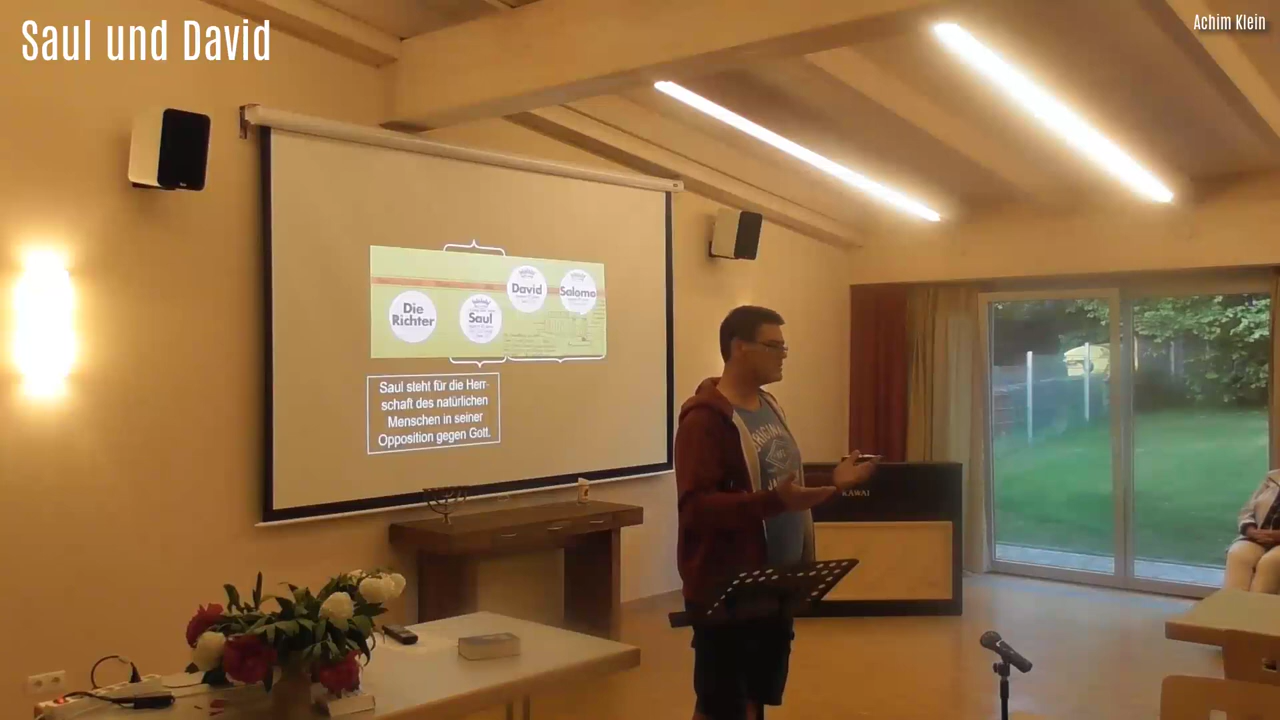 Saul und David
Achim Klein
Die
Richter
Saul
David
Salomo
Saul steht für die Herr-
schaft des natürlichen
Menschen in seiner
Opposition gegen Gott.
ORIGINAL
KAWAI